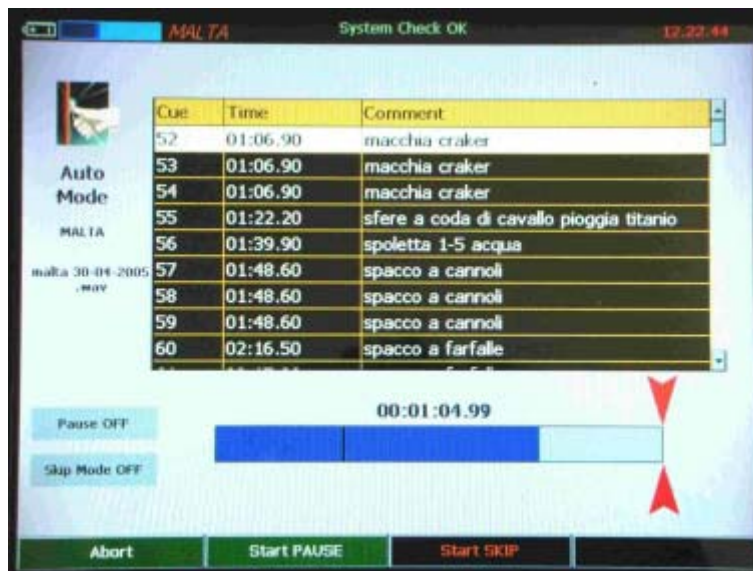 MALTA System Check OK 12.22.44
Cue Time Comment
52 01:06.90 macchia craker
53 01:06.90 macchia craker
54 01:06.90 macchia craker
55 01:22.20 sfere a coda di cavallo pioggia titanio
56 01:39.90 spoletta 1-5 acqua
57 01:48.60 spacco a cannoli
58 01:48.60 spacco a cannoli
59 01:48.60 spacco a cannoli
60 02:16.50 spacco a farfalle
Auto
Mode
MALTA
malta 30-04-2005
.wav
00:01:04.99
Pause OFF
Skip Mode OFF
Abort Start PAUSE Start SKIP